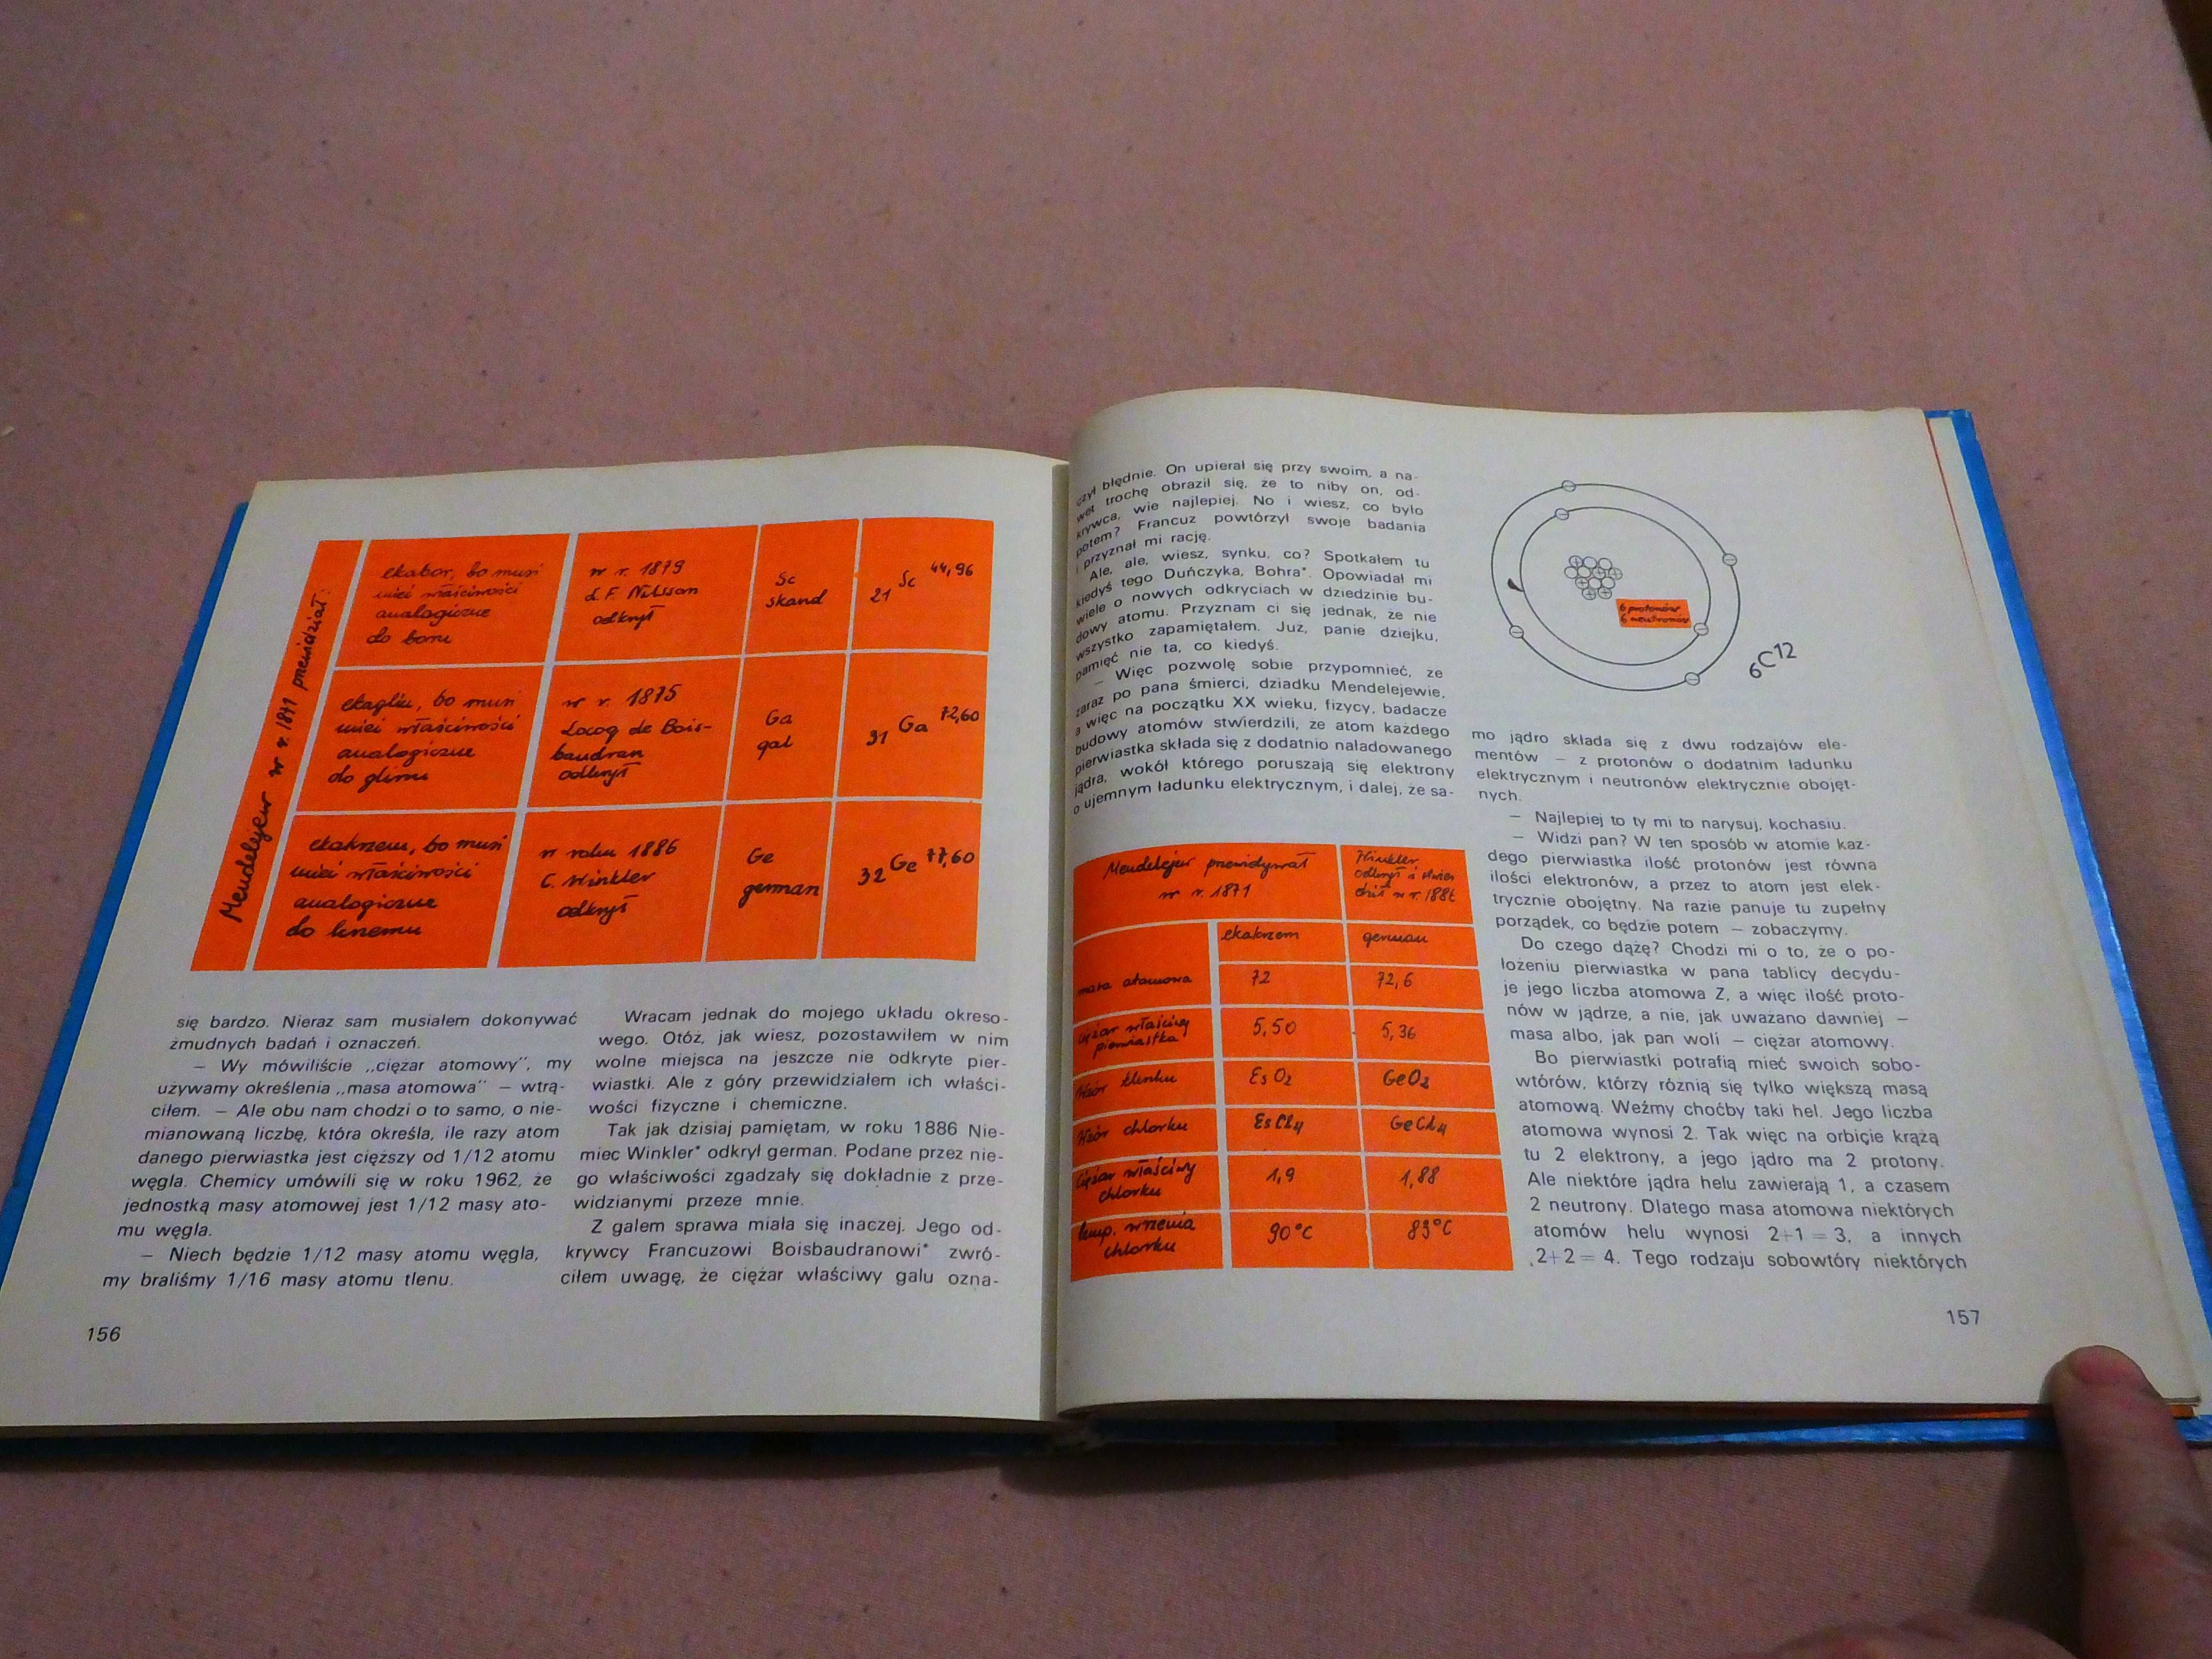 Mendelejew w r. 1871 przewidział:
ekabor, bo musi
mieć właściwości
analogiczne
do boru
w r. 1879
L. F. Nilsson
odkrył
Sc
skand
21 Sc 44,96
ekaglin, bo musi
mieć właściwości
analogiczne
do glinu
w r. 1875
Locoq de Bois-
baudran
odkrył
Ga
gal
31 Ga 72,60
ekakrzem, bo musi
mieć właściwości
analogiczne
do krzemu
w roku 1886
C. Winkler
odkrył
Ge
german
32 Ge 77,60
się bardzo. Nieraz sam musiałem dokonywać
żmudnych badań i oznaczeń.
— Wy mówiliście „ciężar atomowy", my
używamy określenia „masa atomowa" — wtrą-
ciłem. — Ale obu nam chodzi o to samo, o nie-
mianowaną liczbę, która określa, ile razy atom
danego pierwiastka jest cięższy od 1/12 atomu
węgla. Chemicy umówili się w roku 1962, że
jednostką masy atomowej jest 1/12 masy ato-
mu węgla.
— Niech będzie 1/12 masy atomu węgla,
my braliśmy 1/16 masy atomu tlenu.
Wracam jednak do mojego układu okreso-
wego. Otóż, jak wiesz, pozostawiłem w nim
wolne miejsca na jeszcze nie odkryte pier-
wiastki. Ale z góry przewidziałem ich właści-
wości fizyczne i chemiczne.
Tak jak dzisiaj pamiętam, w roku 1886 Nie-
miec Winkler* odkrył german. Podane przez nie-
go właściwości zgadzały się dokładnie z prze-
widzianymi przeze mnie.
Z galem sprawa miała się inaczej. Jego od-
krywcy Francuzowi Boisbaudranowi* zwró-
ciłem uwagę, że ciężar właściwy galu ozna-
156
czył błędnie. On upierał się przy swoim, a na-
wet trochę obraził się, że to niby on, od-
krywca, wie najlepiej. No i wiesz, co było
potem? Francuz powtórzył swoje badania
i przyznał mi rację.
Ale, ale, wiesz, synku, co? Spotkałem tu
kiedyś tego Duńczyka, Bohra*. Opowiadał mi
wiele o nowych odkryciach w dziedzinie bu-
dowy atomu. Przyznam ci się jednak, że nie
wszystko zapamiętałem. Już, panie dziejku,
pamięć nie ta, co kiedyś.
— Więc pozwolę sobie przypomnieć, że
zaraz po pana śmierci, dziadku Mendelejewie,
a więc na początku XX wieku, fizycy, badacze
budowy atomów stwierdzili, że atom każdego
pierwiastka składa się z dodatnio naładowanego
jądra, wokół którego poruszają się elektrony
o ujemnym ładunku elektrycznym, i dalej, że sa-
Mendelejew przewidywał
w r. 1871
Winkler
odkrył i stwier-
dził w r. 1886
ekakrzem
german
masa atomowa
72
72,6
Ciężar właściwy
pierwiastka
5,50
5,36
Wzór tlenku
EsO2
GeO2
Wzór chlorku
EsCl4
GeCl4
Ciężar właściwy
chlorku
1,9
1,88
temp. wrzenia
chlorku
90°C
83°C
6 protonów
6 neutronów
6C12
mo jądro składa się z dwu rodzajów ele-
mentów — z protonów o dodatnim ładunku
elektrycznym i neutronów elektrycznie obojęt-
nych.
— Najlepiej to ty mi to narysuj, kochasiu.
— Widzi pan? W ten sposób w atomie każ-
dego pierwiastka ilość protonów jest równa
ilości elektronów, a przez to atom jest elek-
trycznie obojętny. Na razie panuje tu zupełny
porządek, co będzie potem — zobaczymy.
Do czego dążę? Chodzi mi o to, że o po-
łożeniu pierwiastka w pana tablicy decydu-
je jego liczba atomowa Z, a więc ilość proto-
nów w jądrze, a nie, jak uważano dawniej —
masa albo, jak pan woli — ciężar atomowy.
Bo pierwiastki potrafią mieć swoich sobo-
wtórów, którzy różnią się tylko większą masą
atomową. Weźmy choćby taki hel. Jego liczba
atomowa wynosi 2. Tak więc na orbicie krążą
tu 2 elektrony, a jego jądro ma 2 protony.
Ale niektóre jądra helu zawierają 1, a czasem
2 neutrony. Dlatego masa atomowa niektórych
atomów helu wynosi 2+1 = 3, a innych
2+2 = 4. Tego rodzaju sobowtóry niektórych
157